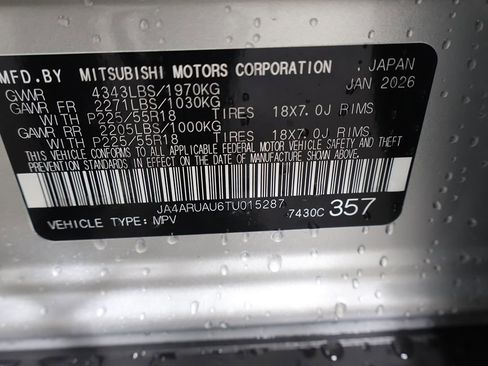 MFD.BY MITSUBISHI MOTORS CORPORATION JAPAN
GVWR 4343LBS/1970KG JAN 2026
GAWR FR 2271LBS/1030KG
WITH P225/55R18 TIRES 18X7.0J RIMS
GAWR RR 2205LBS/1000KG
WITH P225/55R18 TIRES 18X7.0J RIMS
THIS VEHICLE CONFORMS TO ALL APPLICABLE FEDERAL MOTOR VEHICLE SAFETY, BUMPER AND THEFT
PREVENTION STANDARDS IN EFFECT ON THE DATE OF MANUFACTURE SHOWN ABOVE.
JA4ARUAU6TU015287
VEHICLE TYPE: MPV 7430C 357